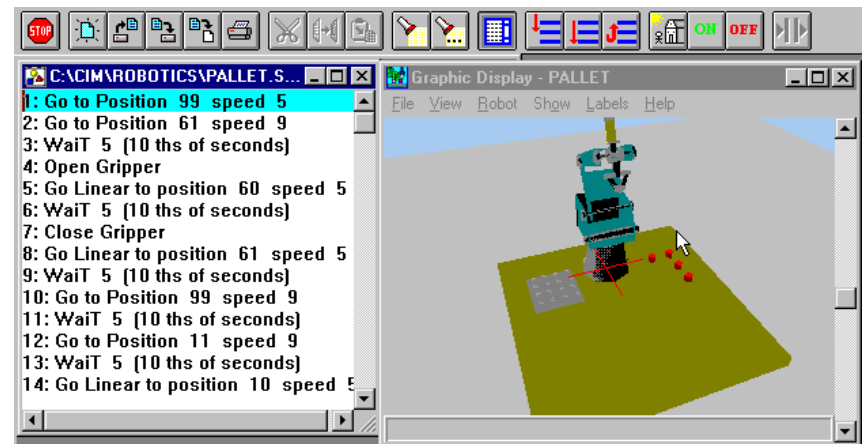 STOP
ON OFF
C:\CIM\ROBOTICS\PALLET.S...
1: Go to Position 99 speed 5
2: Go to Position 61 speed 9
3: WaiT 5 (10 ths of seconds)
4: Open Gripper
5: Go Linear to position 60 speed 5
6: WaiT 5 (10 ths of seconds)
7: Close Gripper
8: Go Linear to position 61 speed 5
9: WaiT 5 (10 ths of seconds)
10: Go to Position 99 speed 9
11: WaiT 5 (10 ths of seconds)
12: Go to Position 11 speed 9
13: WaiT 5 (10 ths of seconds)
14: Go Linear to position 10 speed 5
Graphic Display - PALLET
File View Robot Show Labels Help